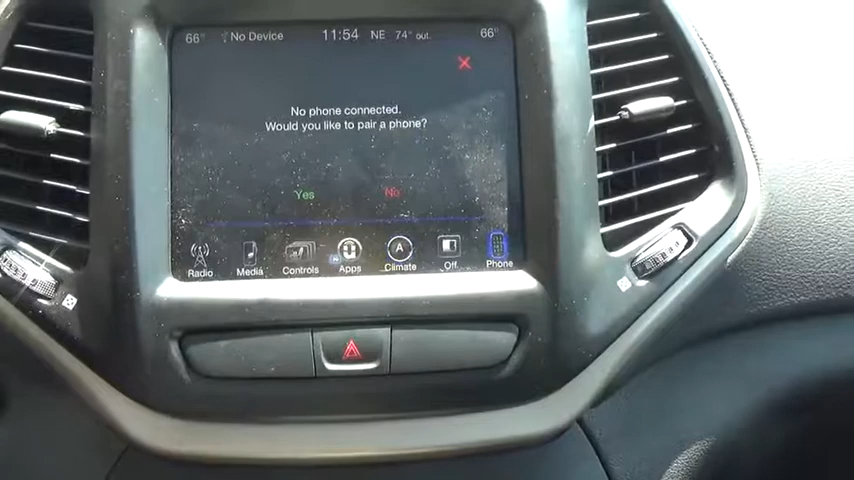 66° No Device 11:54 NE 74° out. 66°
No phone connected.
Would you like to pair a phone?
Yes No
Radio Media Controls Apps Climate Off Phone